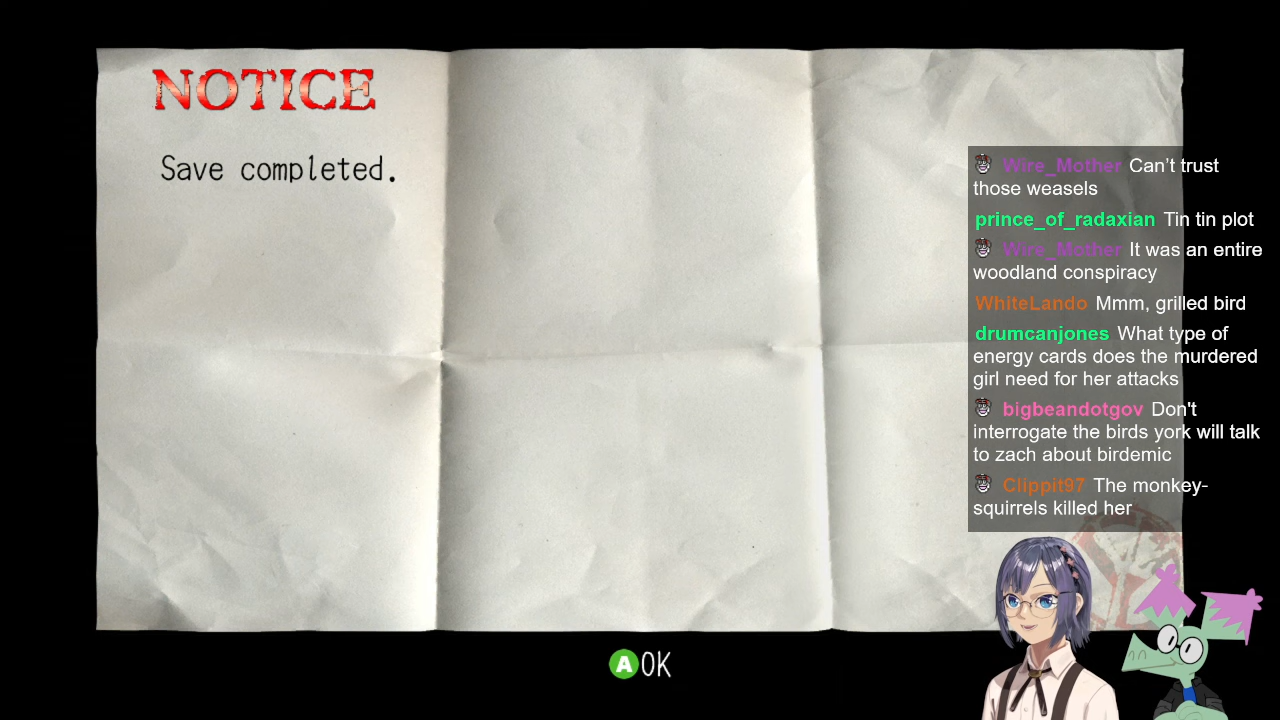 NOTICE
Save completed.
Wire_Mother Can’t trust
those weasels
prince_of_radaxian Tin tin plot
Wire_Mother It was an entire
woodland conspiracy
WhiteLando Mmm, grilled bird
drumcanjones What type of
energy cards does the murdered
girl need for her attacks
bigbeandotgov Don't
interrogate the birds york will talk
to zach about birdemic
Clippit97 The monkey-
squirrels killed her
A OK